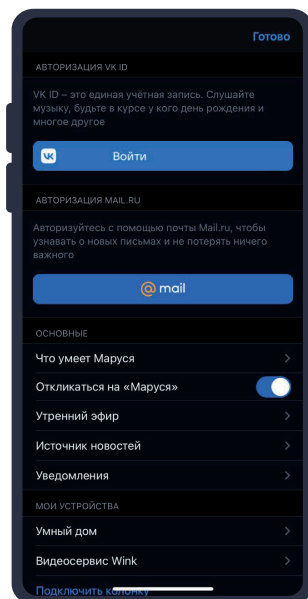 Готово
АВТОРИЗАЦИЯ VK ID
VK ID – это единая учётная запись. Слушайте
музыку, будьте в курсе у кого день рождения и
многое другое
Войти
АВТОРИЗАЦИЯ MAIL.RU
Авторизуйтесь с помощью почты Mail.ru, чтобы
узнавать о новых письмах и не потерять ничего
важного
@mail
ОСНОВНЫЕ
Что умеет Маруся
Откликаться на «Маруся»
Утренний эфир
Источник новостей
Уведомления
МОИ УСТРОЙСТВА
Умный дом
Видеосервис Wink
Подключить колонку